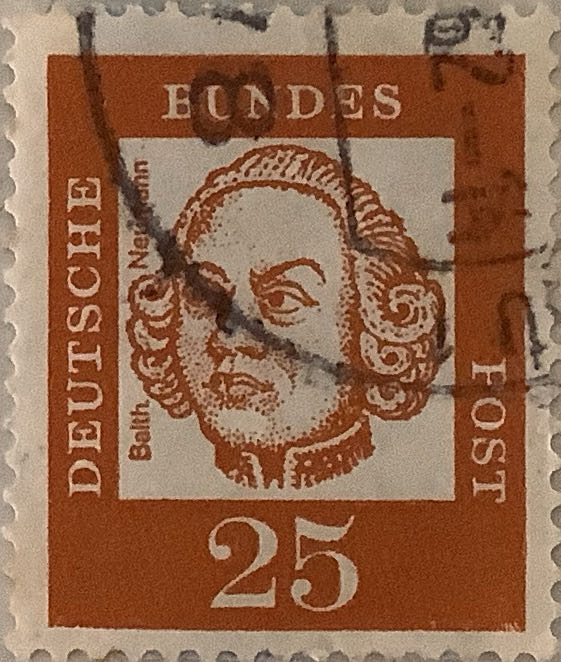 BUNDES
DEUTSCHE
POST
Balth. Neumann
25